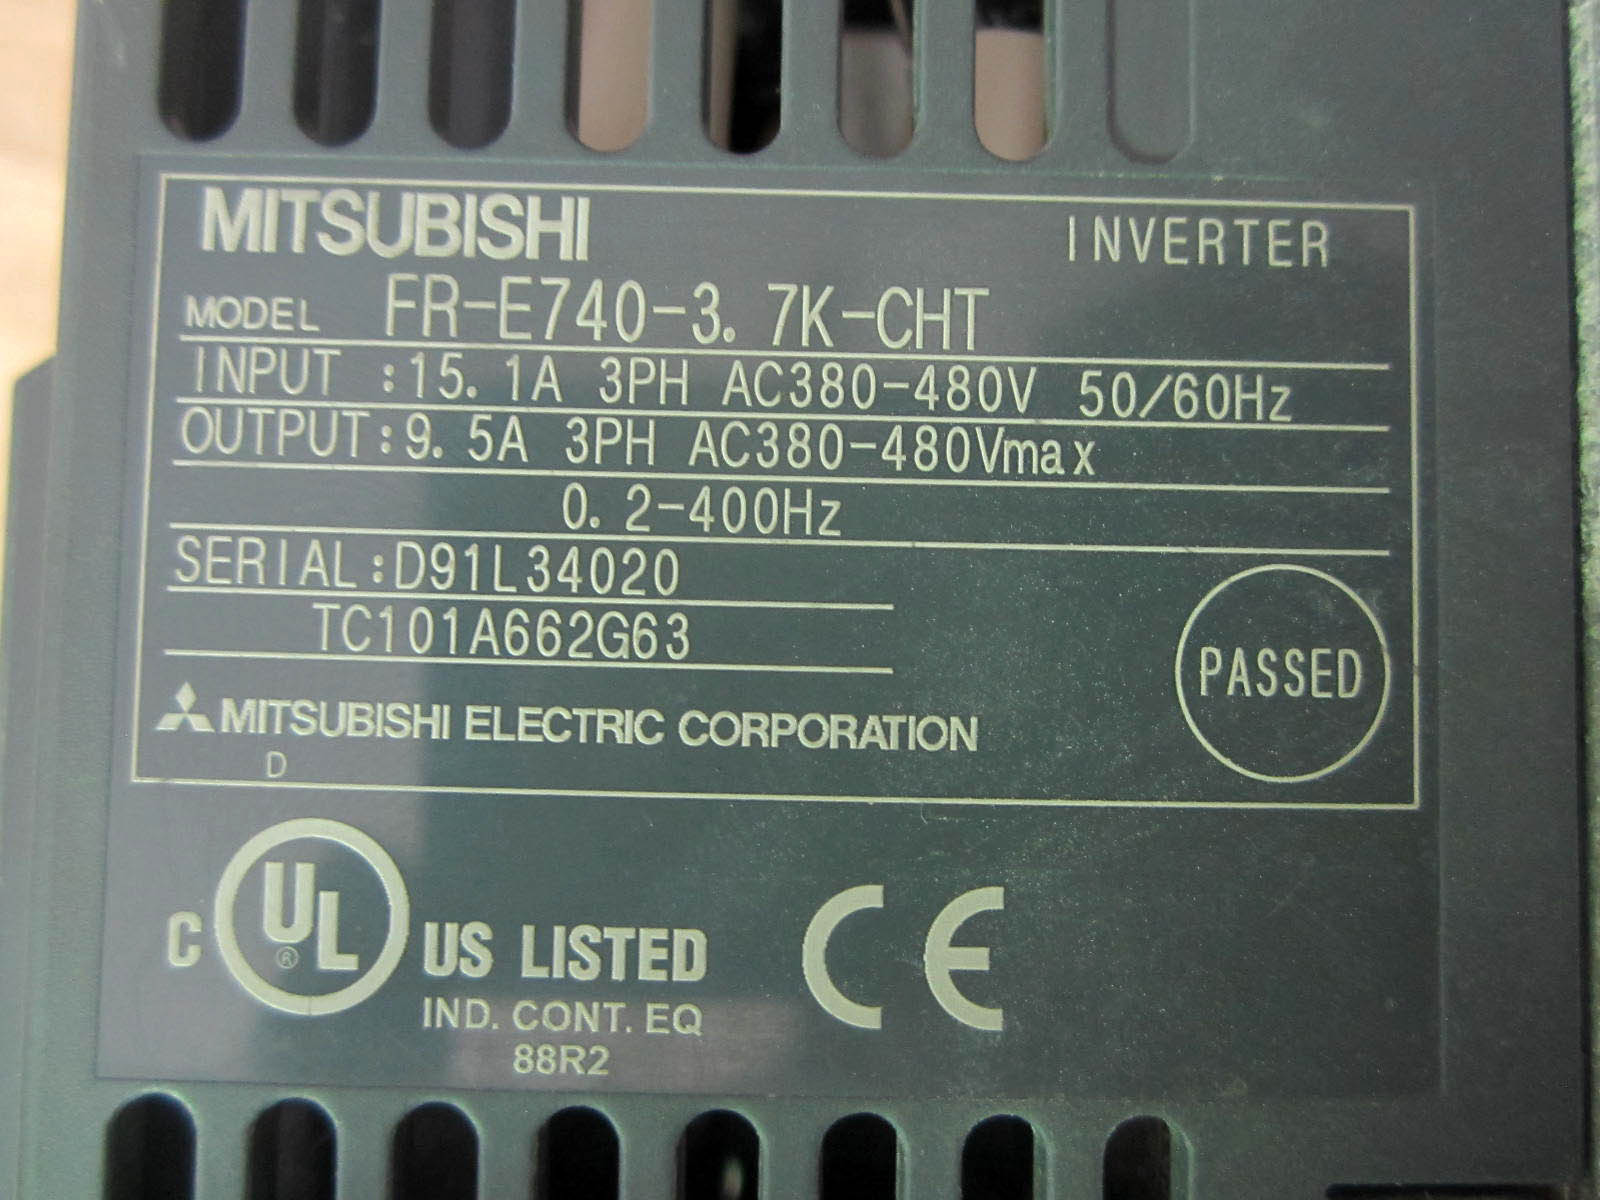 MITSUBISHI INVERTER
MODEL FR-E740-3.7K-CHT
INPUT :15.1A 3PH AC380-480V 50/60Hz
OUTPUT:9.5A 3PH AC380-480Vmax
0.2-400Hz
SERIAL:D91L34020
TC101A662G63
PASSED
MITSUBISHI ELECTRIC CORPORATION
D
C UL ® US LISTED CE
IND. CONT. EQ
88R2